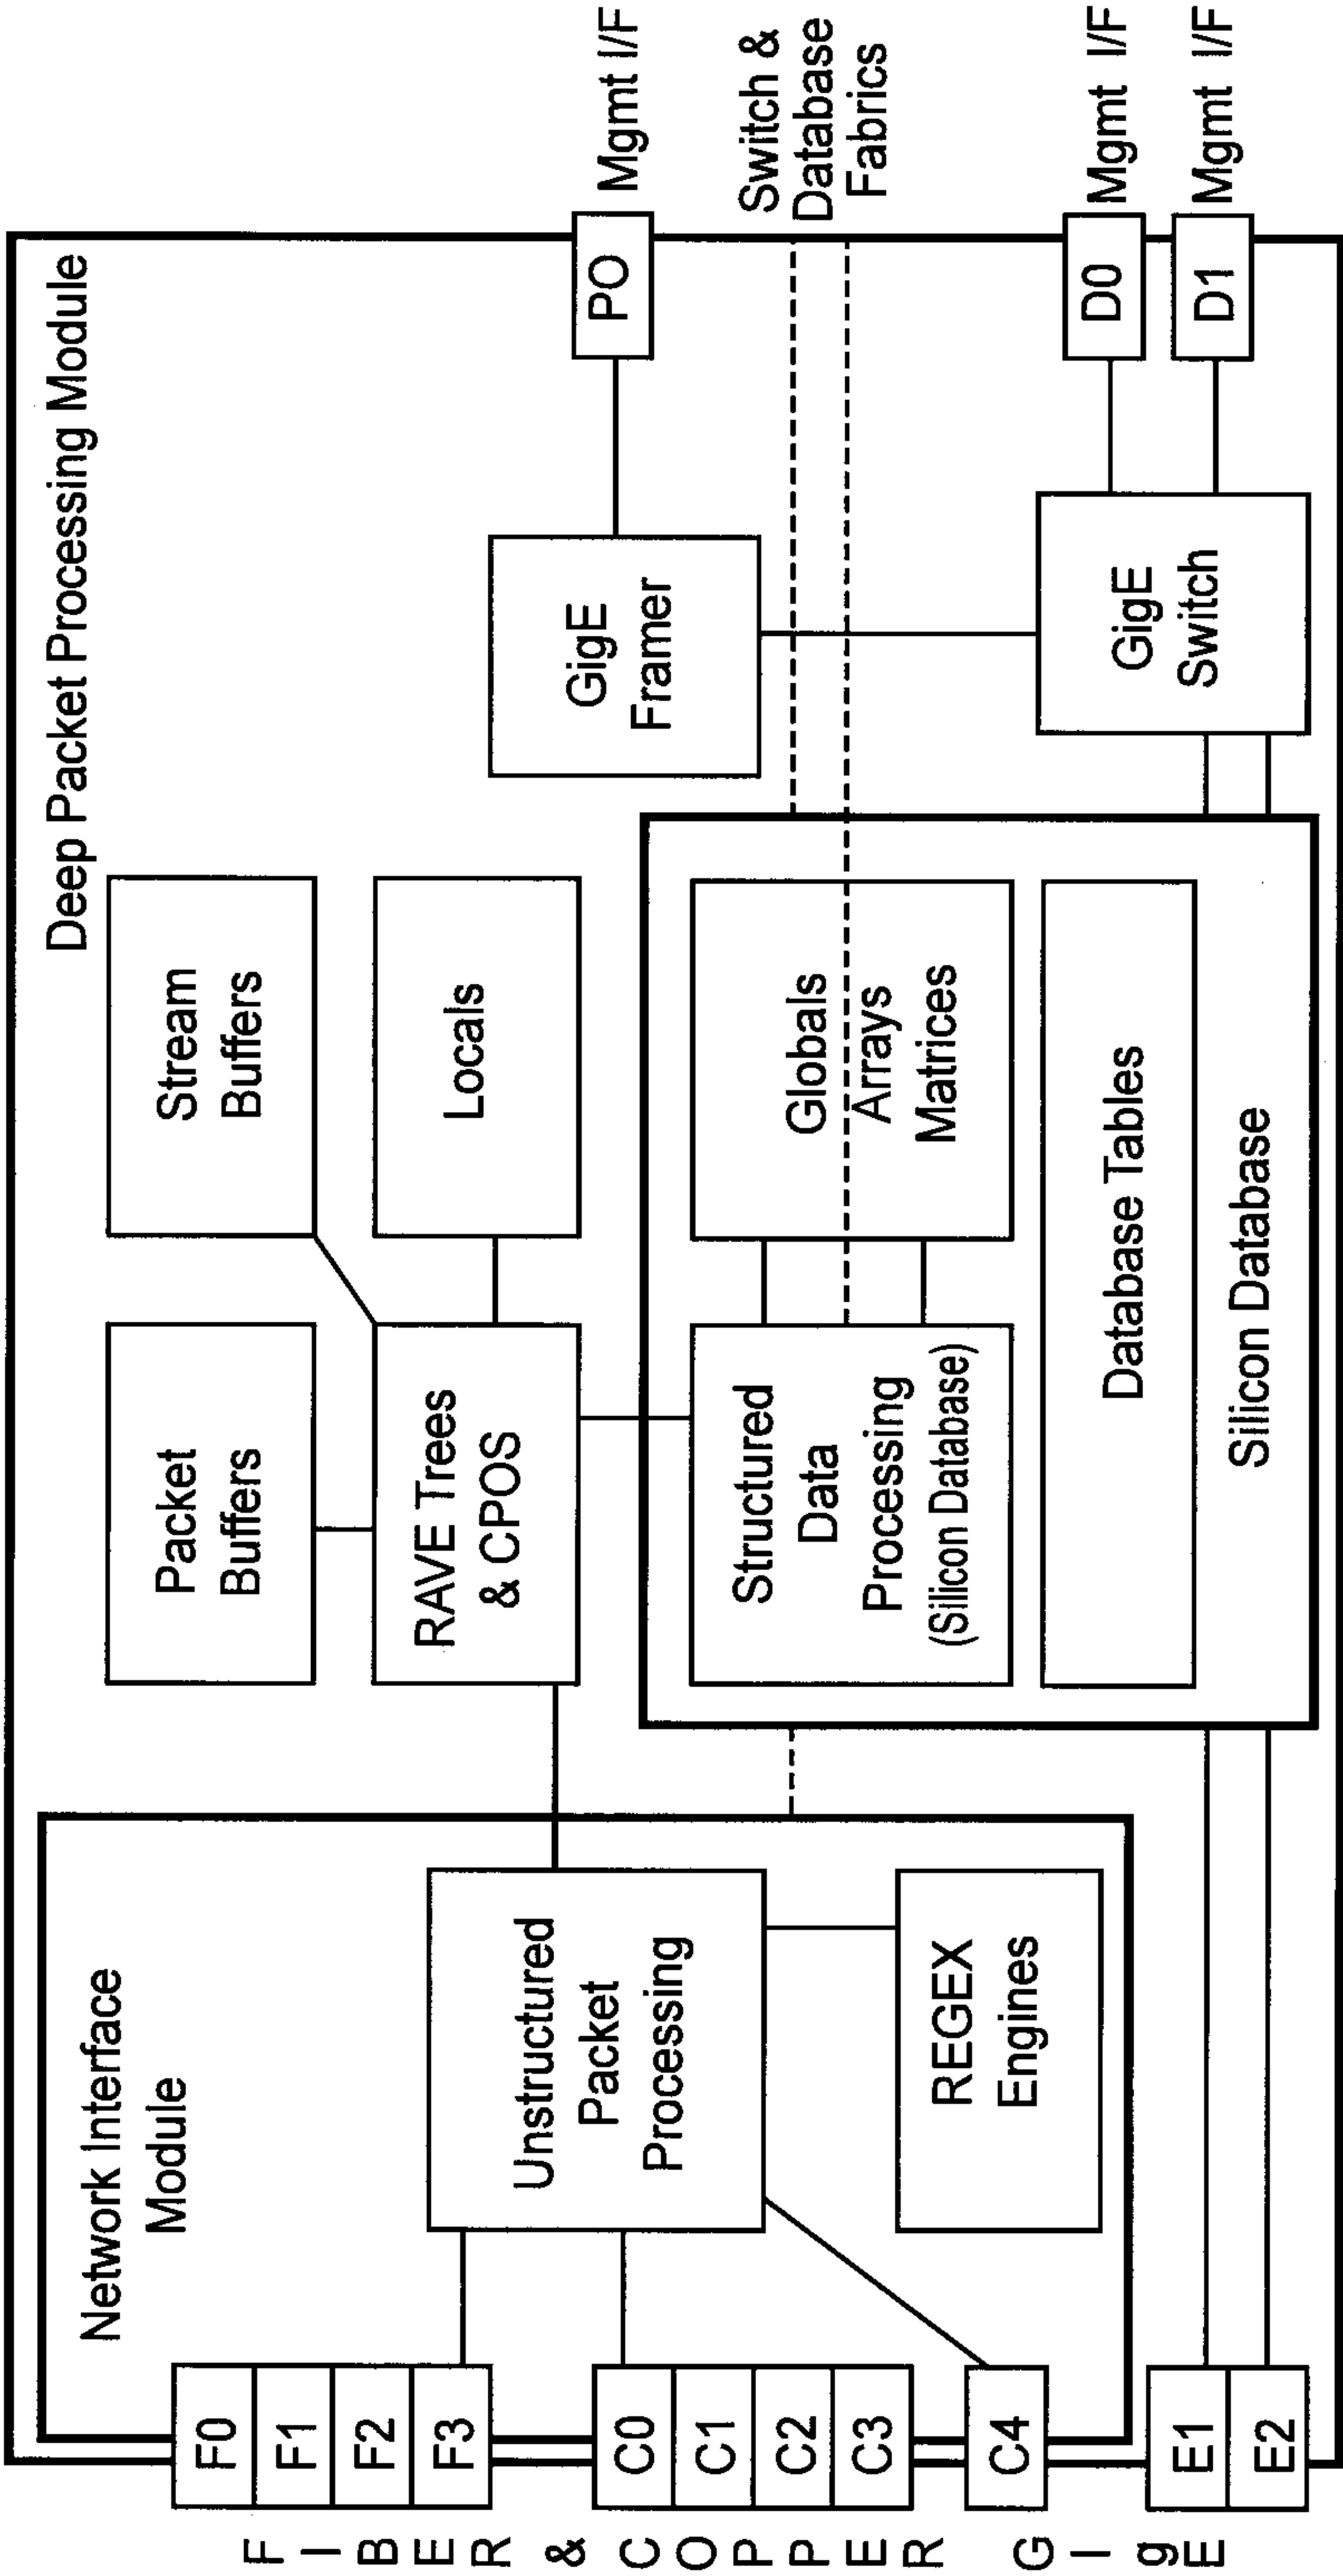 Deep Packet Processing Module
Network Interface
Module
F0
F1
F2
F3
C0
C1
C2
C3
C4
E1
E2
FIBER & COPPER GigE
Unstructured
Packet
Processing
REGEX
Engines
Packet
Buffers
Stream
Buffers
RAVE Trees
& CPOS
Locals
Structured
Data
Processing
(Silicon Database)
Globals
Arrays
Matrices
Database Tables
Silicon Database
GigE
Framer
GigE
Switch
PO
Mgmt I/F
Switch &
Database
Fabrics
D0
Mgmt I/F
D1
Mgmt I/F